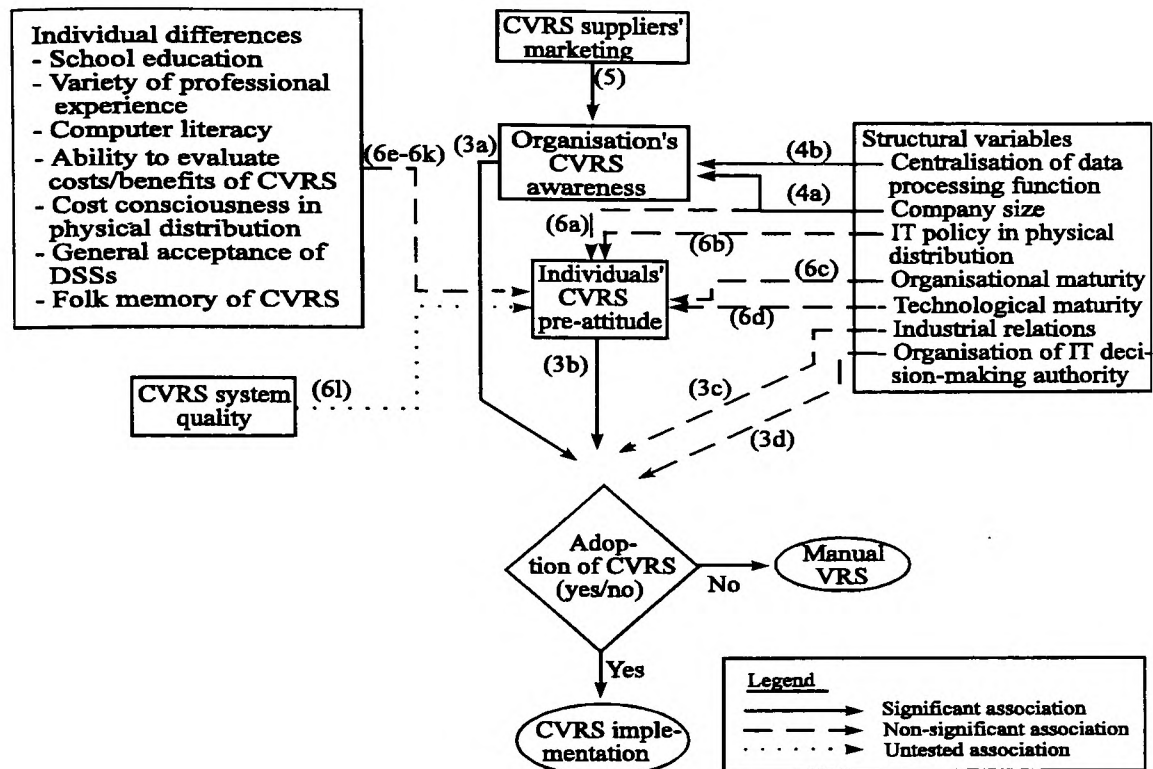 Individual differences
- School education
- Variety of professional
experience
- Computer literacy
- Ability to evaluate
costs/benefits of CVRS
- Cost consciousness in
physical distribution
- General acceptance of
DSSs
- Folk memory of CVRS
CVRS suppliers'
marketing
(5)
(6e-6k)
(3a)
Organisation's
CVRS
awareness
(4b)
(4a)
Structural variables
- Centralisation of data
processing function
- Company size
- IT policy in physical
distribution
- Organisational maturity
- Technological maturity
- Industrial relations
- Organisation of IT deci-
sion-making authority
(6a)
(6b)
(6c)
(6d)
Individuals'
CVRS
pre-attitude
(3b)
(3c)
(3d)
CVRS system
quality
(6l)
Adop-
tion of CVRS
(yes/no)
No
Manual
VRS
Yes
CVRS imple-
mentation
Legend
Significant association
Non-significant association
Untested association